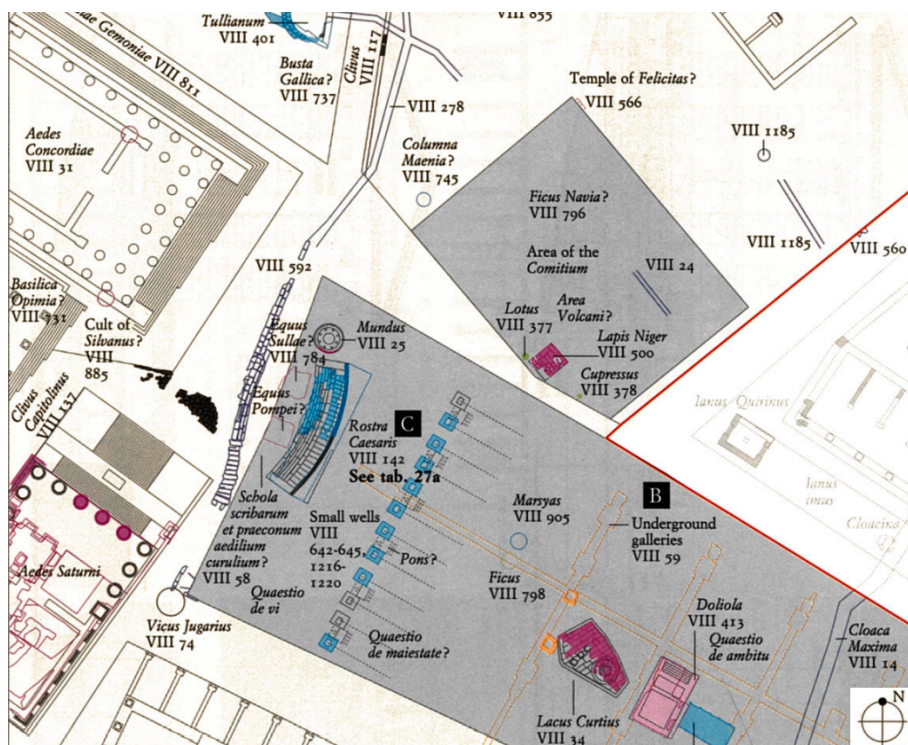 Tullianum
VIII 401
VIII 855
Gemoniae VIII 811
Busta
Gallica?
VIII 737
Clivus
VIII 117
VIII 278
Temple of Felicitas?
VIII 566
Aedes
Concordiae
VIII 31
Columna
Maenia?
VIII 745
VIII 1185
Ficus Navia?
VIII 796
VIII 1185
VIII 560
Area of the
Comitium
VIII 24
VIII 592
Basilica
Opimia?
VIII 731
Cult of
Silvanus?
VIII
885
Equus
Sullae?
VIII 784
Mundus
VIII 25
Lotus
VIII 377
Area
Volcani?
Lapis Niger
VIII 500
Cupressus
VIII 378
Clivus
Capitolinus
VIII 137
Equus
Pompei?
Rostra
Caesaris
VIII 142
See tab. 27a
C
Ianus Quirinus
Ianus
imus
Cloacina
B
Underground
galleries
VIII 59
Marsyas
VIII 905
Schola
scribarum
et praeconum
aedilium
curulium?
VIII 58
Small wells
VIII
642-645,
1216-
1220
Pons?
Ficus
VIII 798
Aedes Saturni
Quaestio
de vi
Vicus Jugarius
VIII 74
Quaestio
de maiestate?
Doliola
VIII 413
Quaestio
de ambitu
Cloaca
Maxima
VIII 14
Lacus Curtius
VIII 34
N